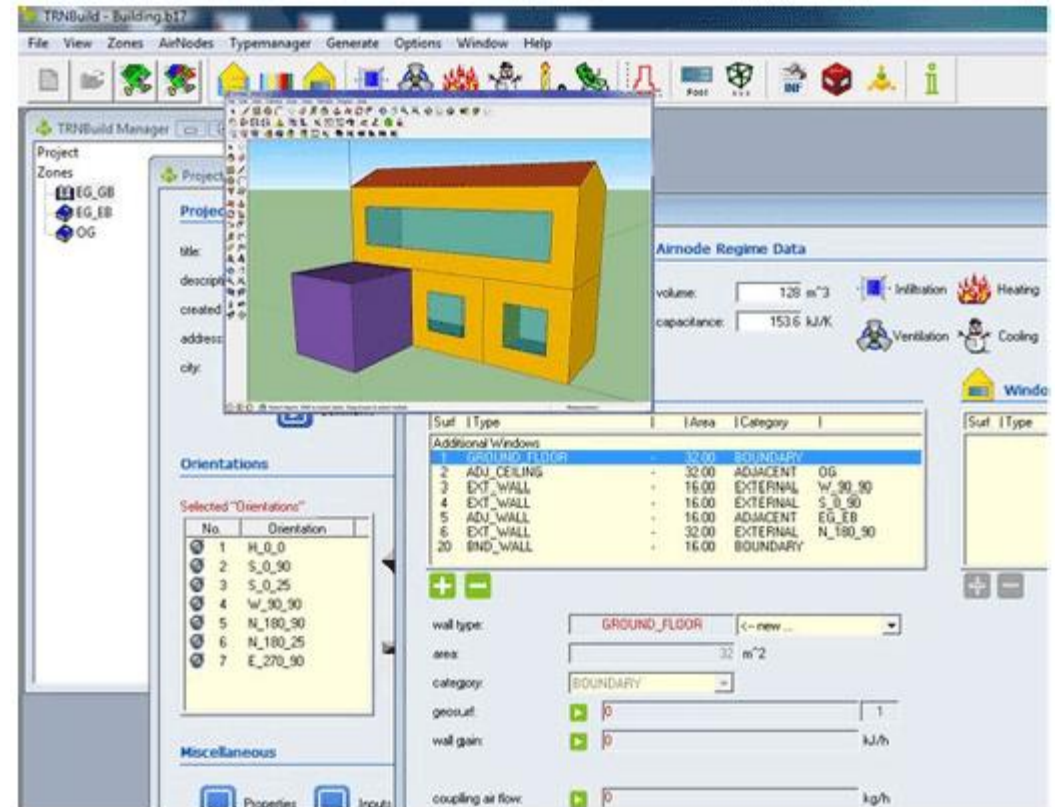 TRNBuild - Building.b17
File View Zones AirNodes Typemanager Generate Options Window Help
Pool
INF
TRNBuild Manager
Project
Zones
EG_GB
EG_EB
OG
Project
Projec
title:
descripti
created
address:
city:
Orientations
Selected "Orientations"
No. Orientation
1 H_0_0
2 S_0_90
3 S_0_25
4 W_90_90
5 N_180_90
6 N_180_25
7 E_270_90
Miscellaneous
Properties Inputs
Airnode Regime Data
volume: 128 m^3 Infiltration Heating
capacitance: 153.6 kJ/K Ventilation Cooling
Windo
Surf Type Area Category
Additional Windows
1 GROUND_FLOOR - 32.00 BOUNDARY
2 ADJ_CEILING - 32.00 ADJACENT OG
3 EXT_WALL - 16.00 EXTERNAL W_90_90
4 EXT_WALL - 16.00 EXTERNAL S_0_90
5 ADJ_WALL - 16.00 ADJACENT EG_EB
6 EXT_WALL - 32.00 EXTERNAL N_180_90
20 BND_WALL - 16.00 BOUNDARY
Surf Type
wall type: GROUND_FLOOR <-- new ...
area: 32 m^2
category: BOUNDARY
geosurf: 0 1
wall gain: 0 kJ/h
coupling air flow: 0 kg/h